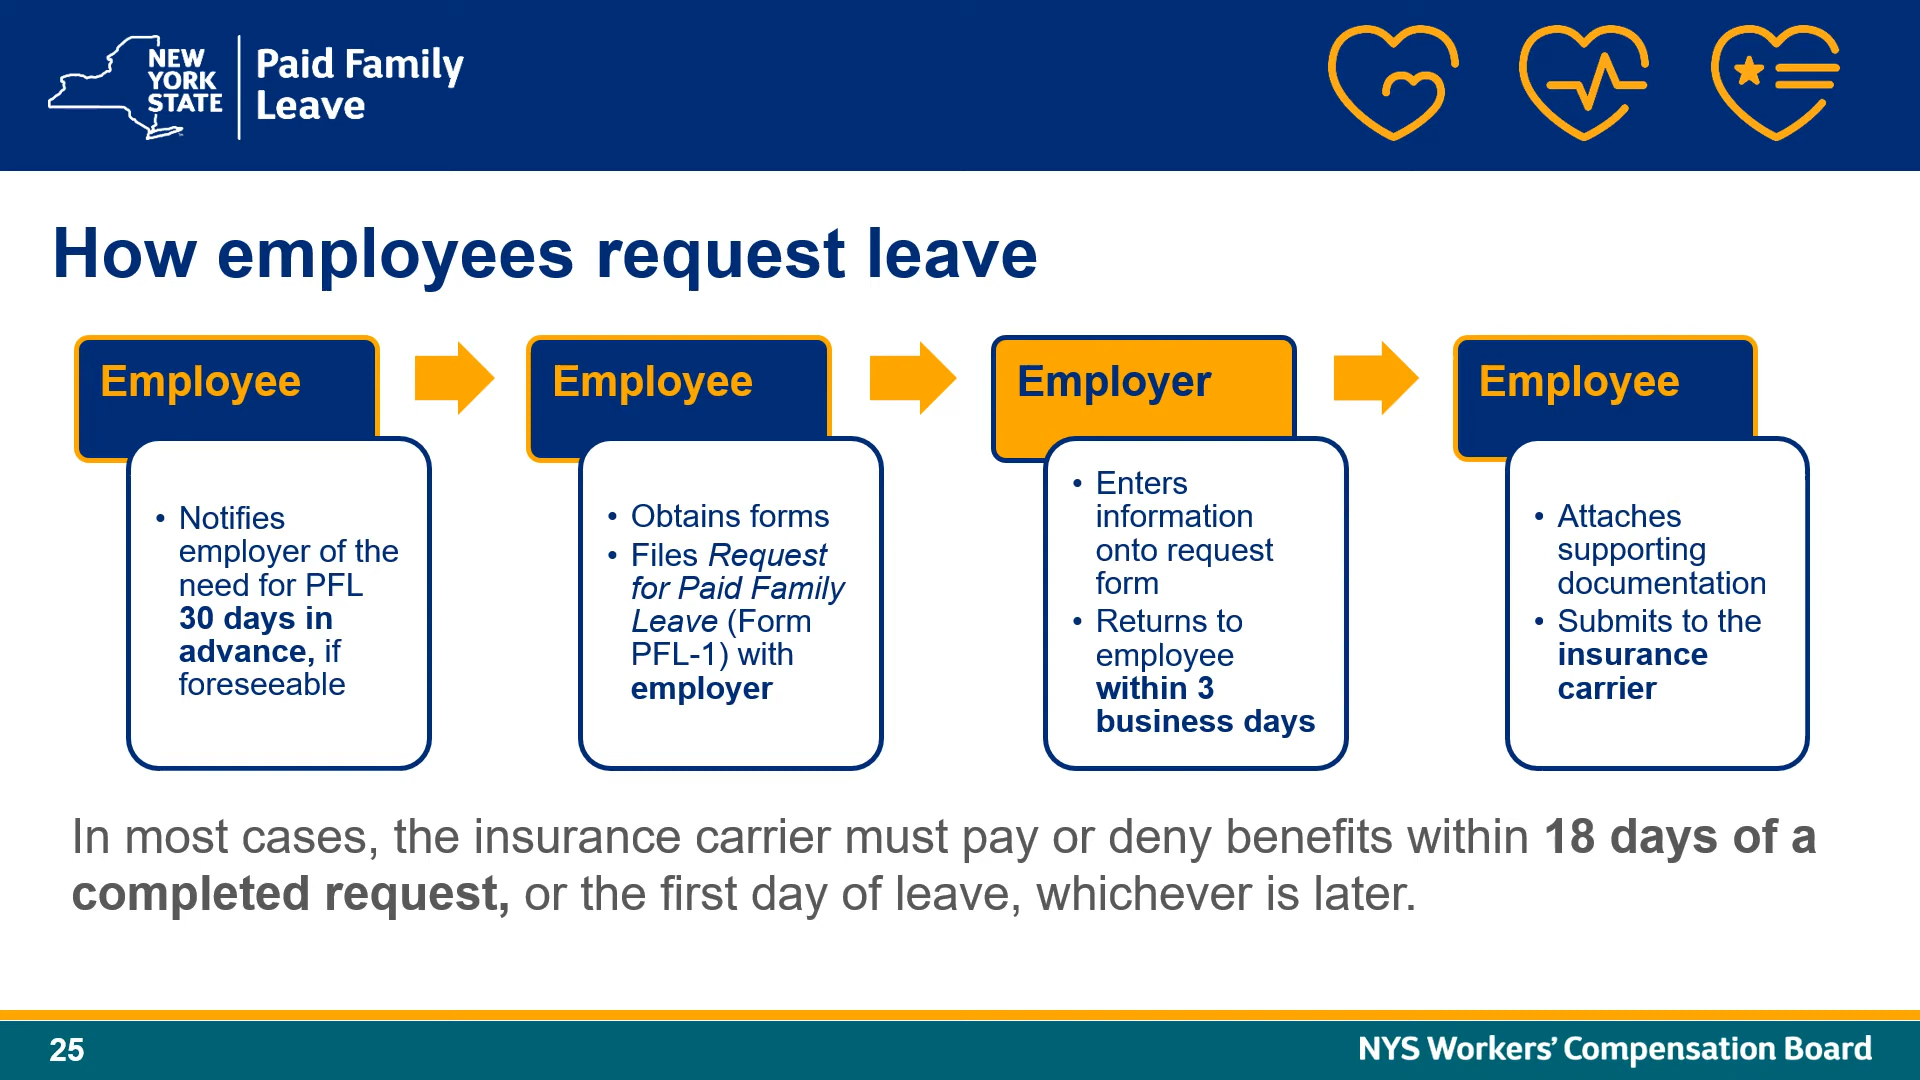 NEW
YORK
STATE
Paid Family
Leave
How employees request leave
Employee
• Notifies
employer of the
need for PFL
30 days in
advance, if
foreseeable
Employee
• Obtains forms
• Files Request
for Paid Family
Leave (Form
PFL-1) with
employer
Employer
• Enters
information
onto request
form
• Returns to
employee
within 3
business days
Employee
• Attaches
supporting
documentation
• Submits to the
insurance
carrier
In most cases, the insurance carrier must pay or deny benefits within 18 days of a
completed request, or the first day of leave, whichever is later.
25
NYS Workers’ Compensation Board